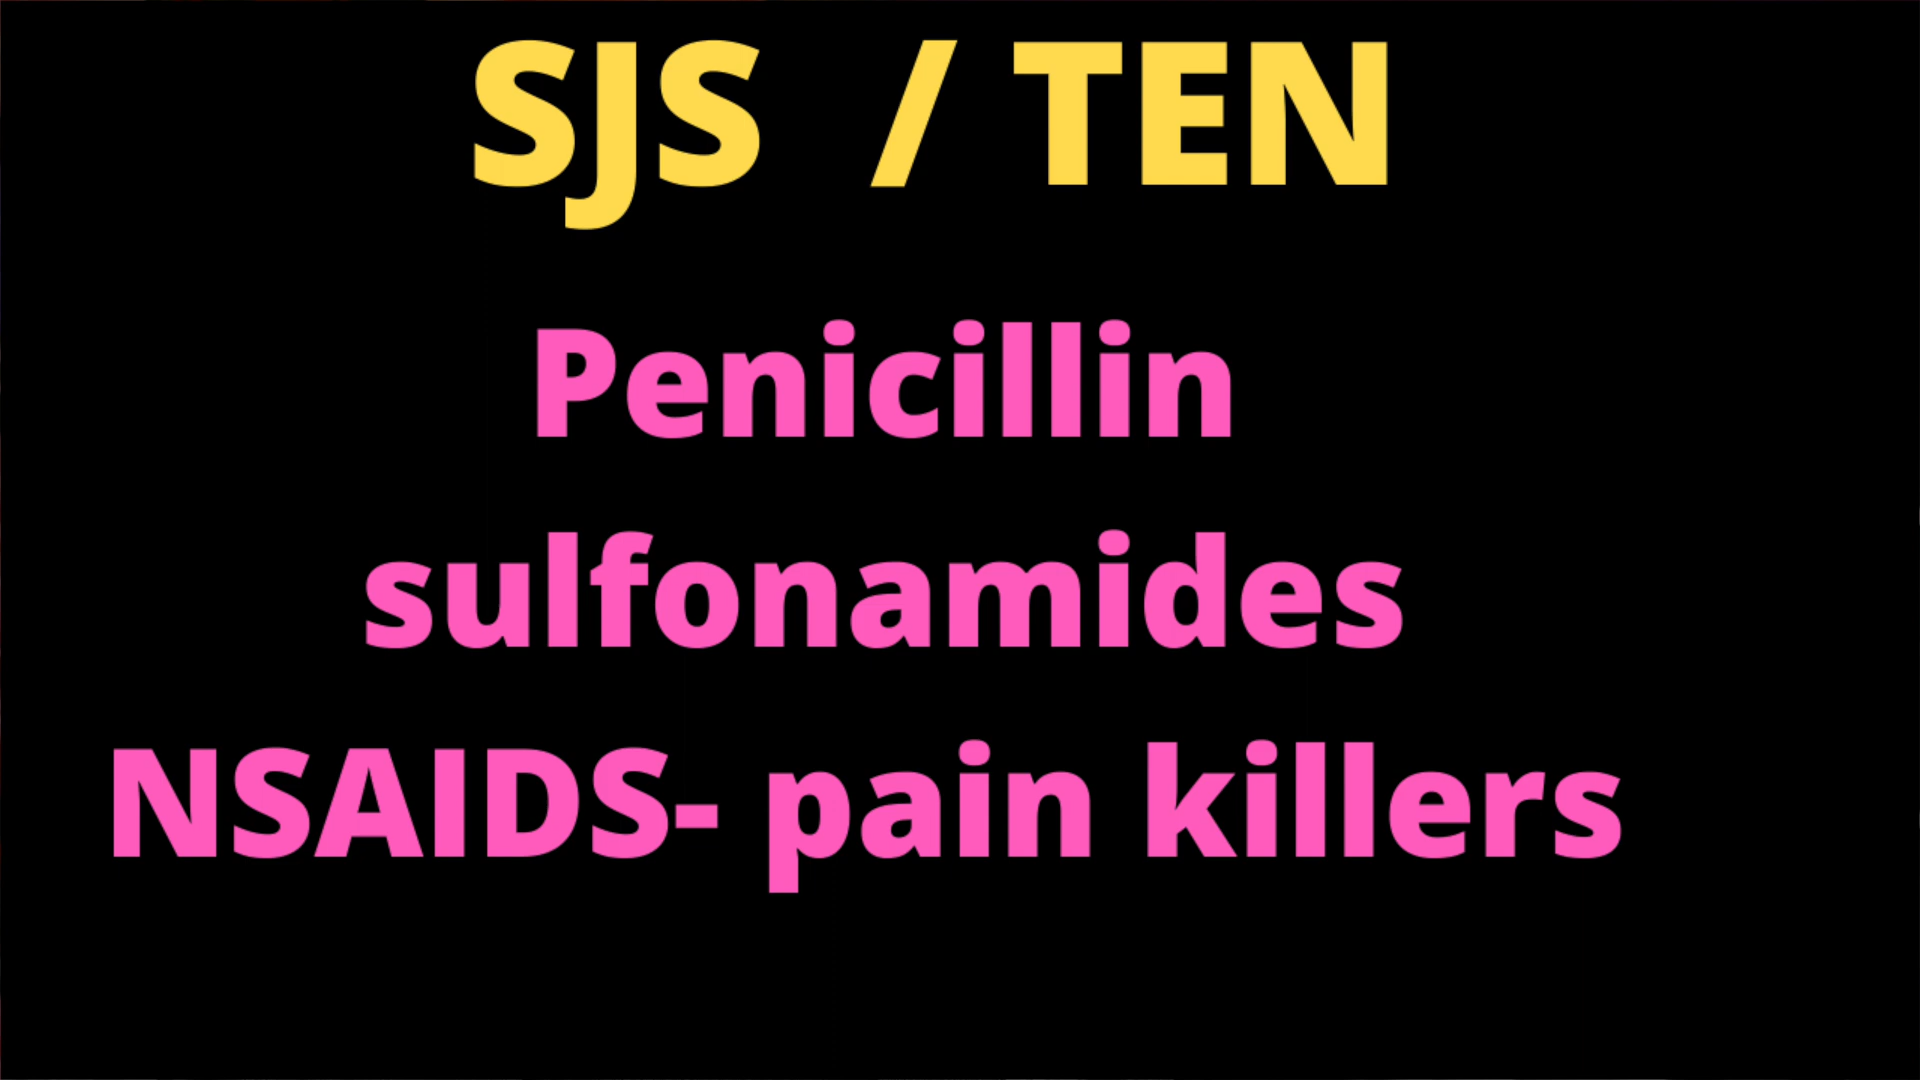 SJS / TEN
Penicillin
sulfonamides
NSAIDS- pain killers